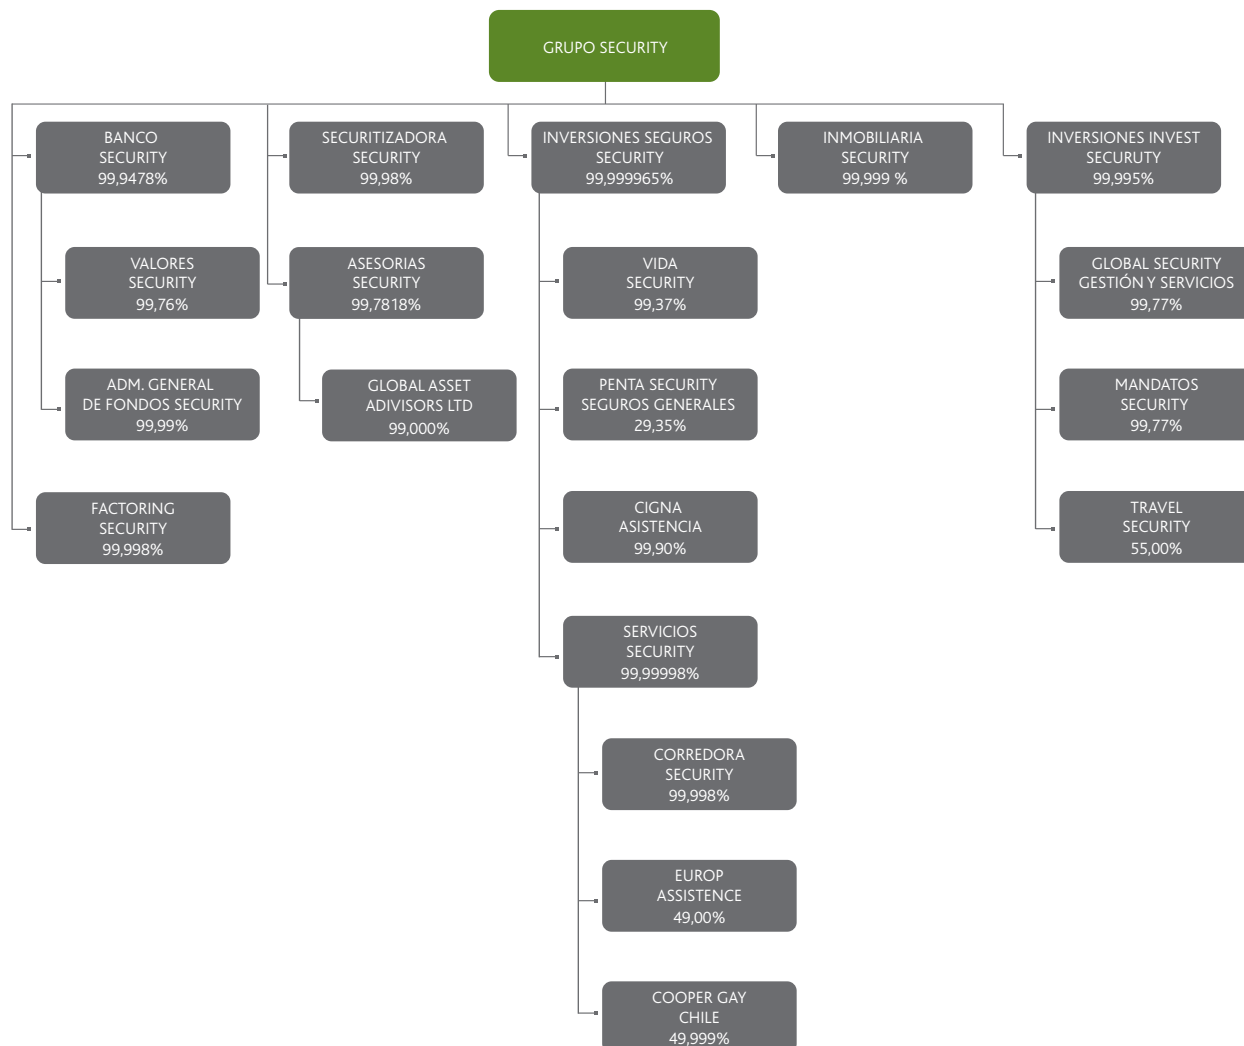 GRUPO SECURITY
BANCO
SECURITY
99,9478%
SECURITIZADORA
SECURITY
99,98%
INVERSIONES SEGUROS
SECURITY
99,999965%
INMOBILIARIA
SECURITY
99,999 %
INVERSIONES INVEST
SECURUTY
99,995%
VALORES
SECURITY
99,76%
ASESORIAS
SECURITY
99,7818%
VIDA
SECURITY
99,37%
GLOBAL SECURITY
GESTIÓN Y SERVICIOS
99,77%
ADM. GENERAL
DE FONDOS SECURITY
99,99%
GLOBAL ASSET
ADIVISORS LTD
99,000%
PENTA SECURITY
SEGUROS GENERALES
29,35%
MANDATOS
SECURITY
99,77%
FACTORING
SECURITY
99,998%
CIGNA
ASISTENCIA
99,90%
TRAVEL
SECURITY
55,00%
SERVICIOS
SECURITY
99,99998%
CORREDORA
SECURITY
99,998%
EUROP
ASSISTENCE
49,00%
COOPER GAY
CHILE
49,999%